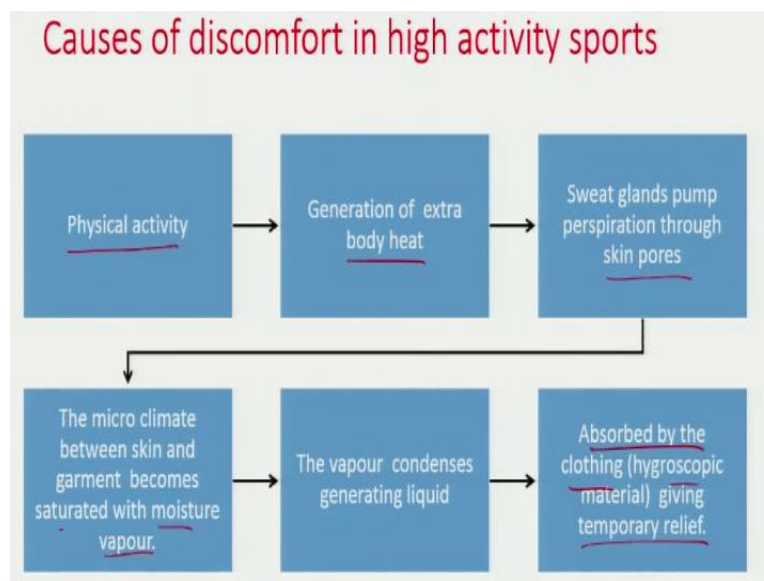 Causes of discomfort in high activity sports
Physical activity
Generation of extra
body heat
Sweat glands pump
perspiration through
skin pores
The micro climate
between skin and
garment becomes
saturated with moisture
vapour.
The vapour condenses
generating liquid
Absorbed by the
clothing (hygroscopic
material) giving
temporary relief.